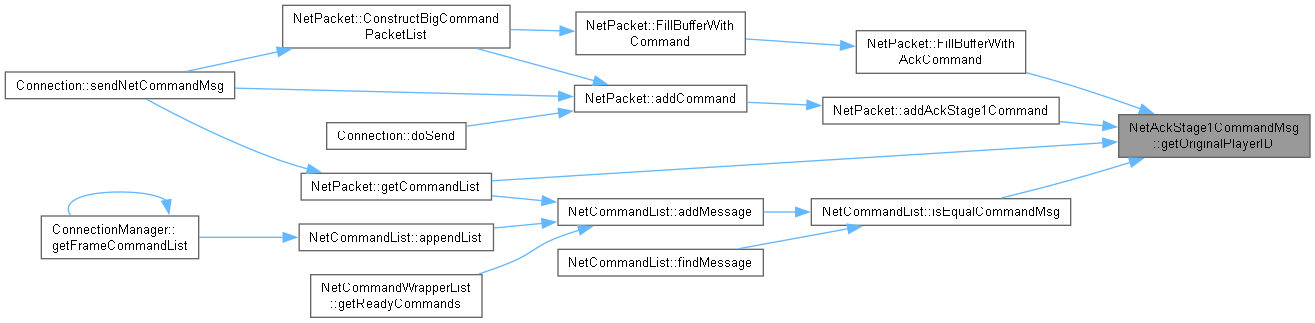 NetPacket::ConstructBigCommand
PacketList
NetPacket::FillBufferWith
Command
NetPacket::FillBufferWith
AckCommand
Connection::sendNetCommandMsg
NetPacket::addCommand
NetPacket::addAckStage1Command
Connection::doSend
NetAckStage1CommandMsg
::getOriginalPlayerID
NetPacket::getCommandList
NetCommandList::addMessage
NetCommandList::isEqualCommandMsg
ConnectionManager::
getFrameCommandList
NetCommandList::appendList
NetCommandList::findMessage
NetCommandWrapperList
::getReadyCommands